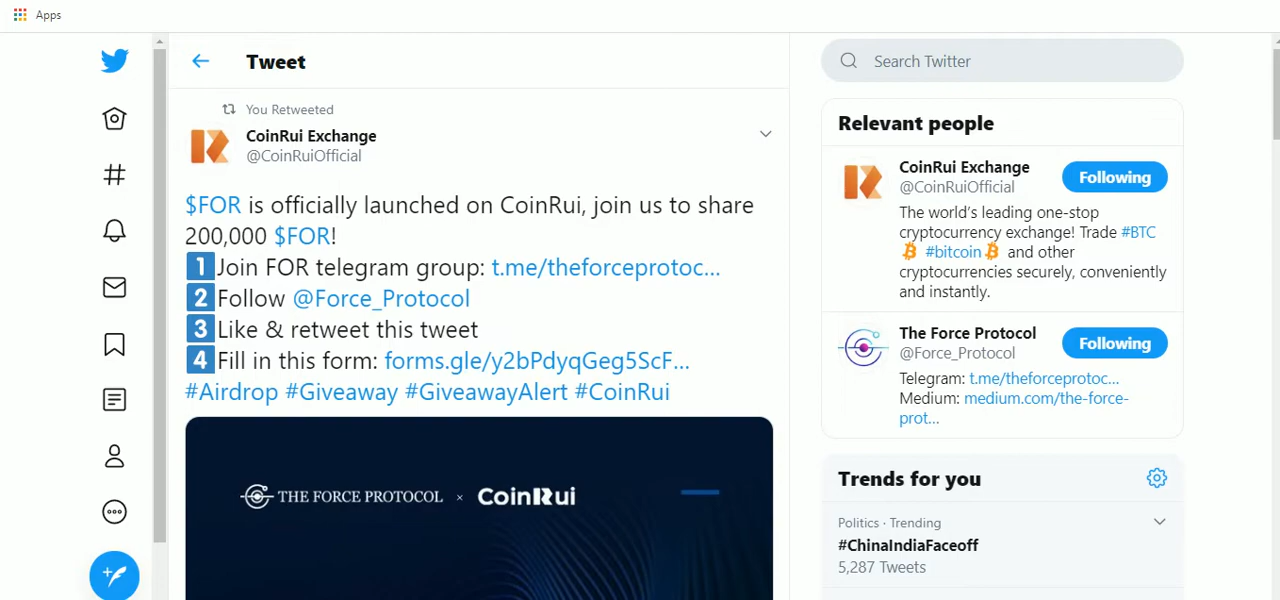 Apps
Tweet
You Retweeted
CoinRui Exchange
@CoinRuiOfficial
$FOR is officially launched on CoinRui, join us to share
200,000 $FOR!
1 Join FOR telegram group: t.me/theforceprotoc...
2 Follow @Force_Protocol
3 Like & retweet this tweet
4 Fill in this form: forms.gle/y2bPdyqGeg5ScF...
#Airdrop #Giveaway #GiveawayAlert #CoinRui
THE FORCE PROTOCOL × CoinRui
Search Twitter
Relevant people
CoinRui Exchange
@CoinRuiOfficial
Following
The world's leading one-stop
cryptocurrency exchange! Trade #BTC
#bitcoin and other
cryptocurrencies securely, conveniently
and instantly.
The Force Protocol
@Force_Protocol
Following
Telegram: t.me/theforceprotoc...
Medium: medium.com/the-force-
prot...
Trends for you
Politics · Trending
#ChinaIndiaFaceoff
5,287 Tweets